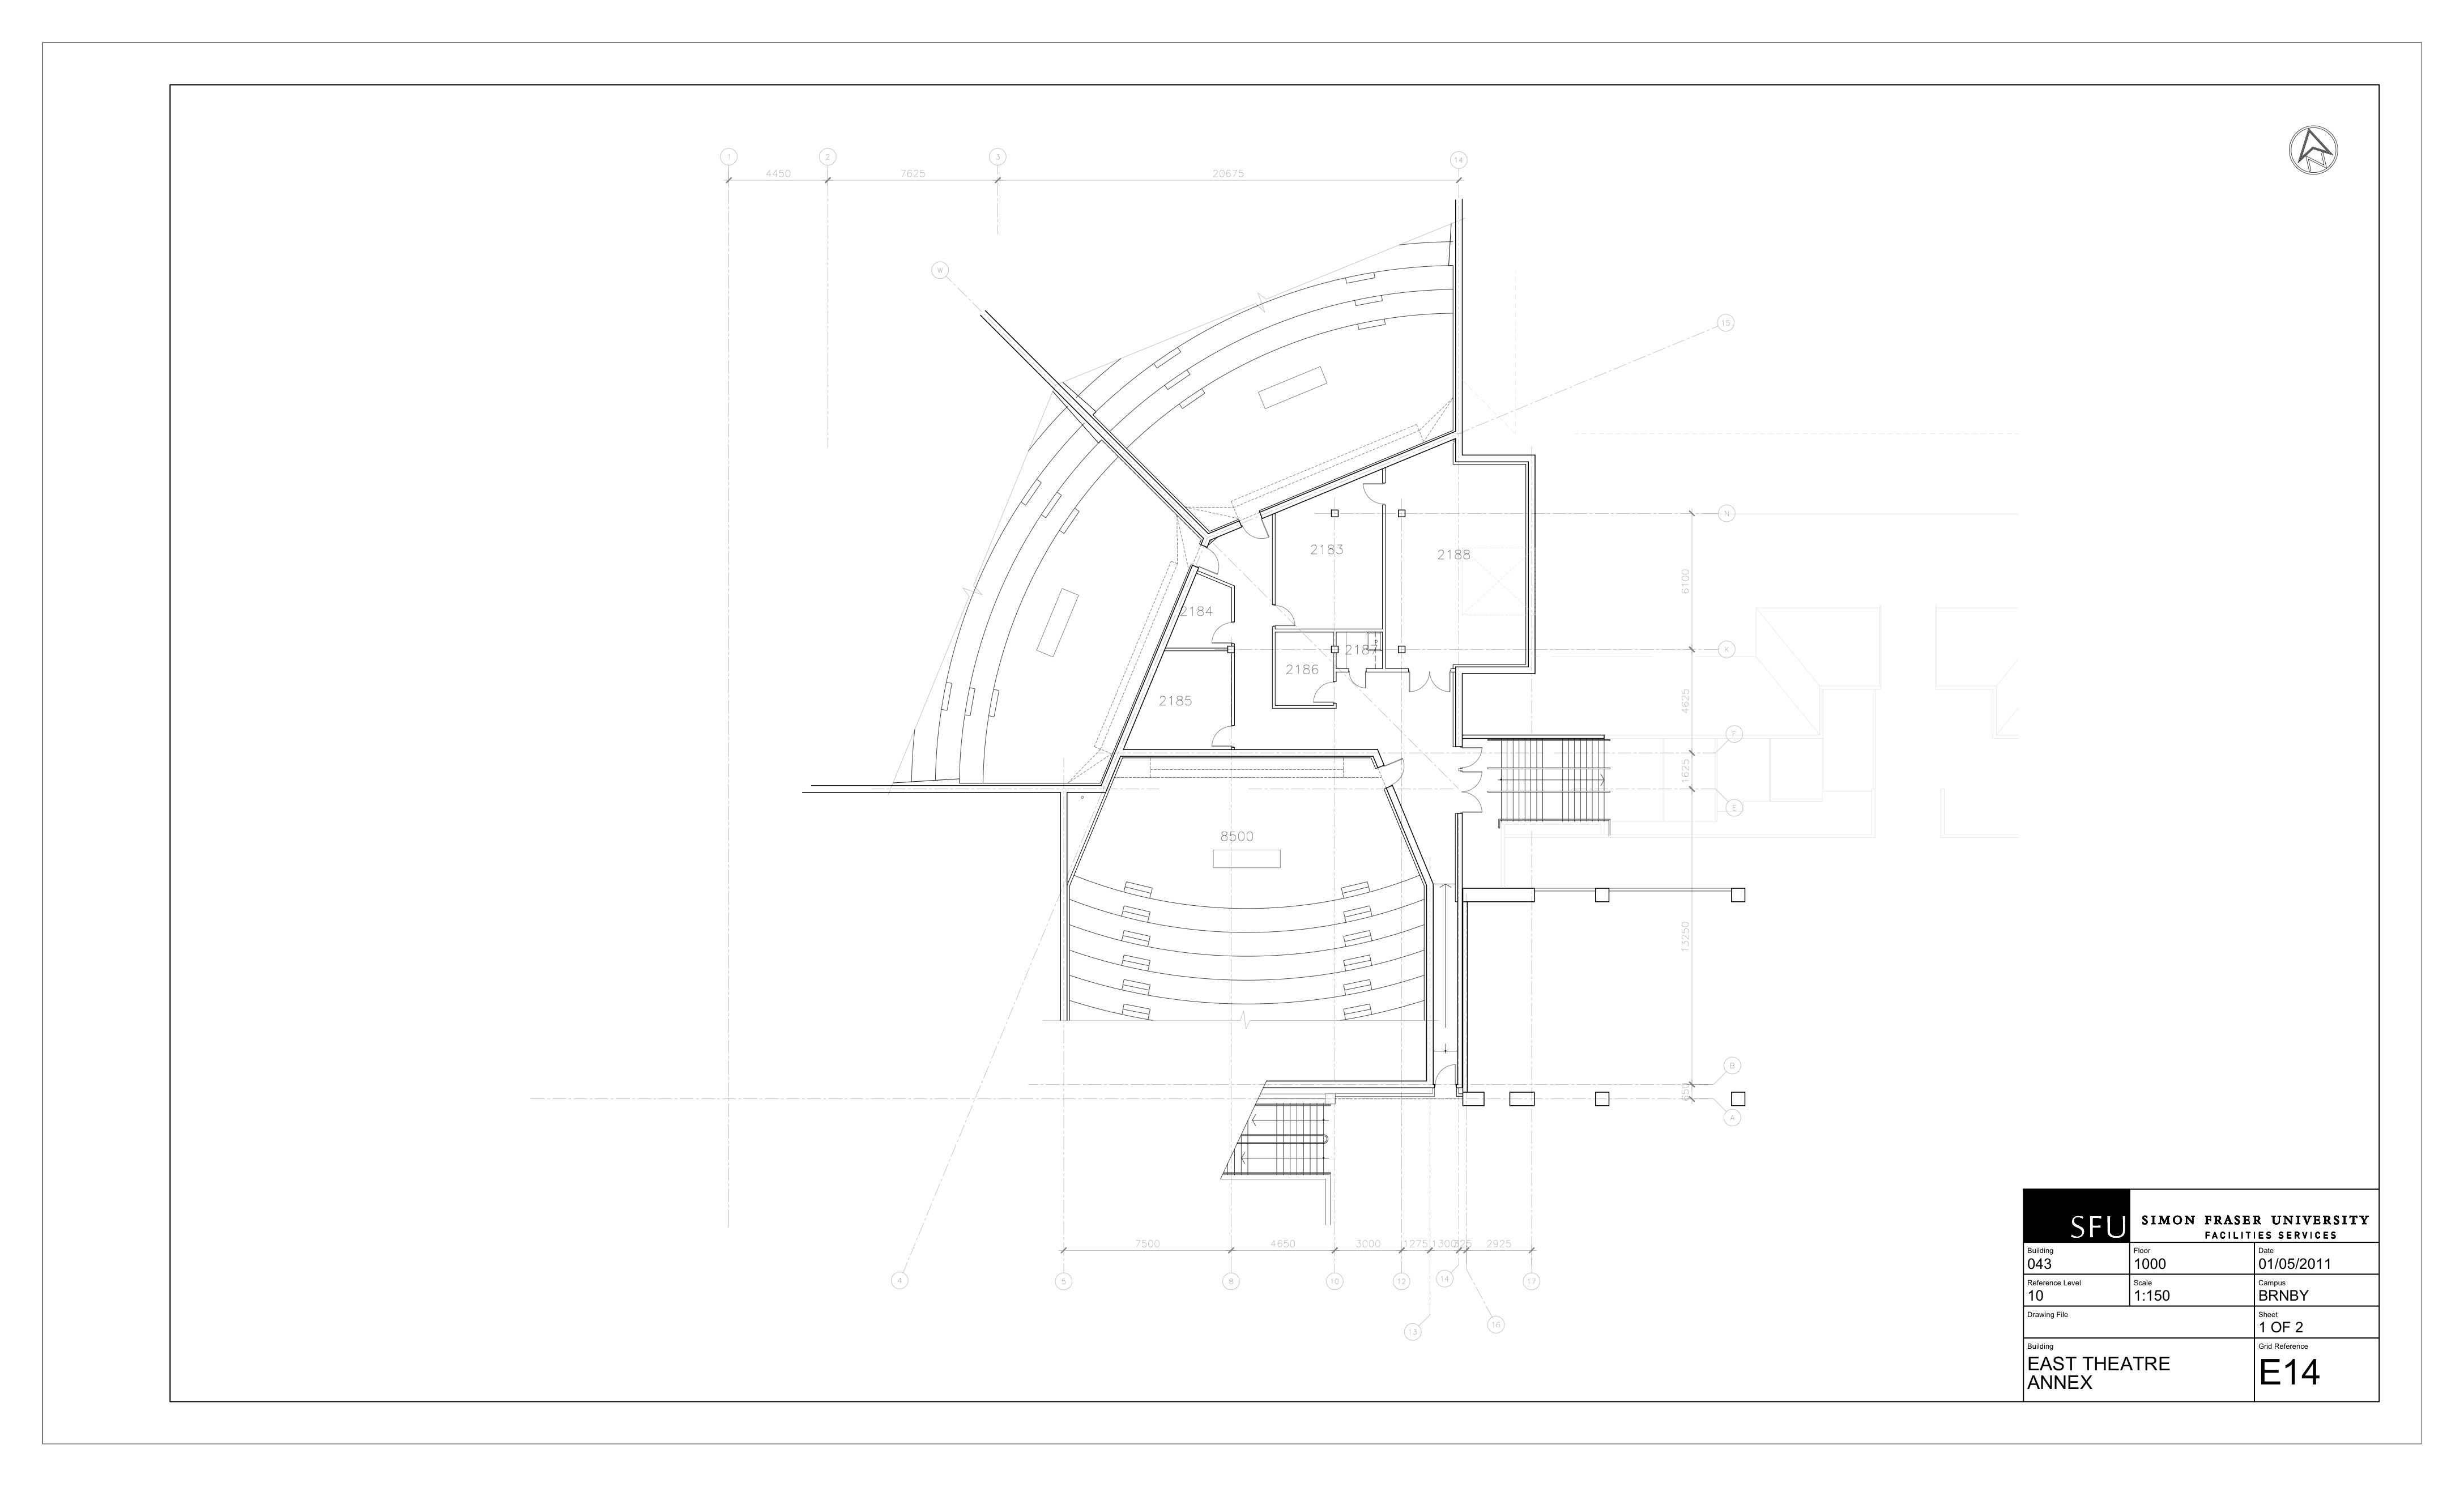 1
2
3
14
4450
7625
20675
W
15
2183
2188
N
6100
2184
2187
K
2186
2185
4625
F
1625
E
8500
13250
B
650
A
7500
4650
3000
1275
1300
525
2925
4
5
8
10
12
14
17
13
16
SFU
SIMON FRASER UNIVERSITY
FACILITIES SERVICES
Building
043
Floor
1000
Date
01/05/2011
Reference Level
10
Scale
1:150
Campus
BRNBY
Drawing File
Sheet
1 OF 2
Building
EAST THEATRE
ANNEX
Grid Reference
E14